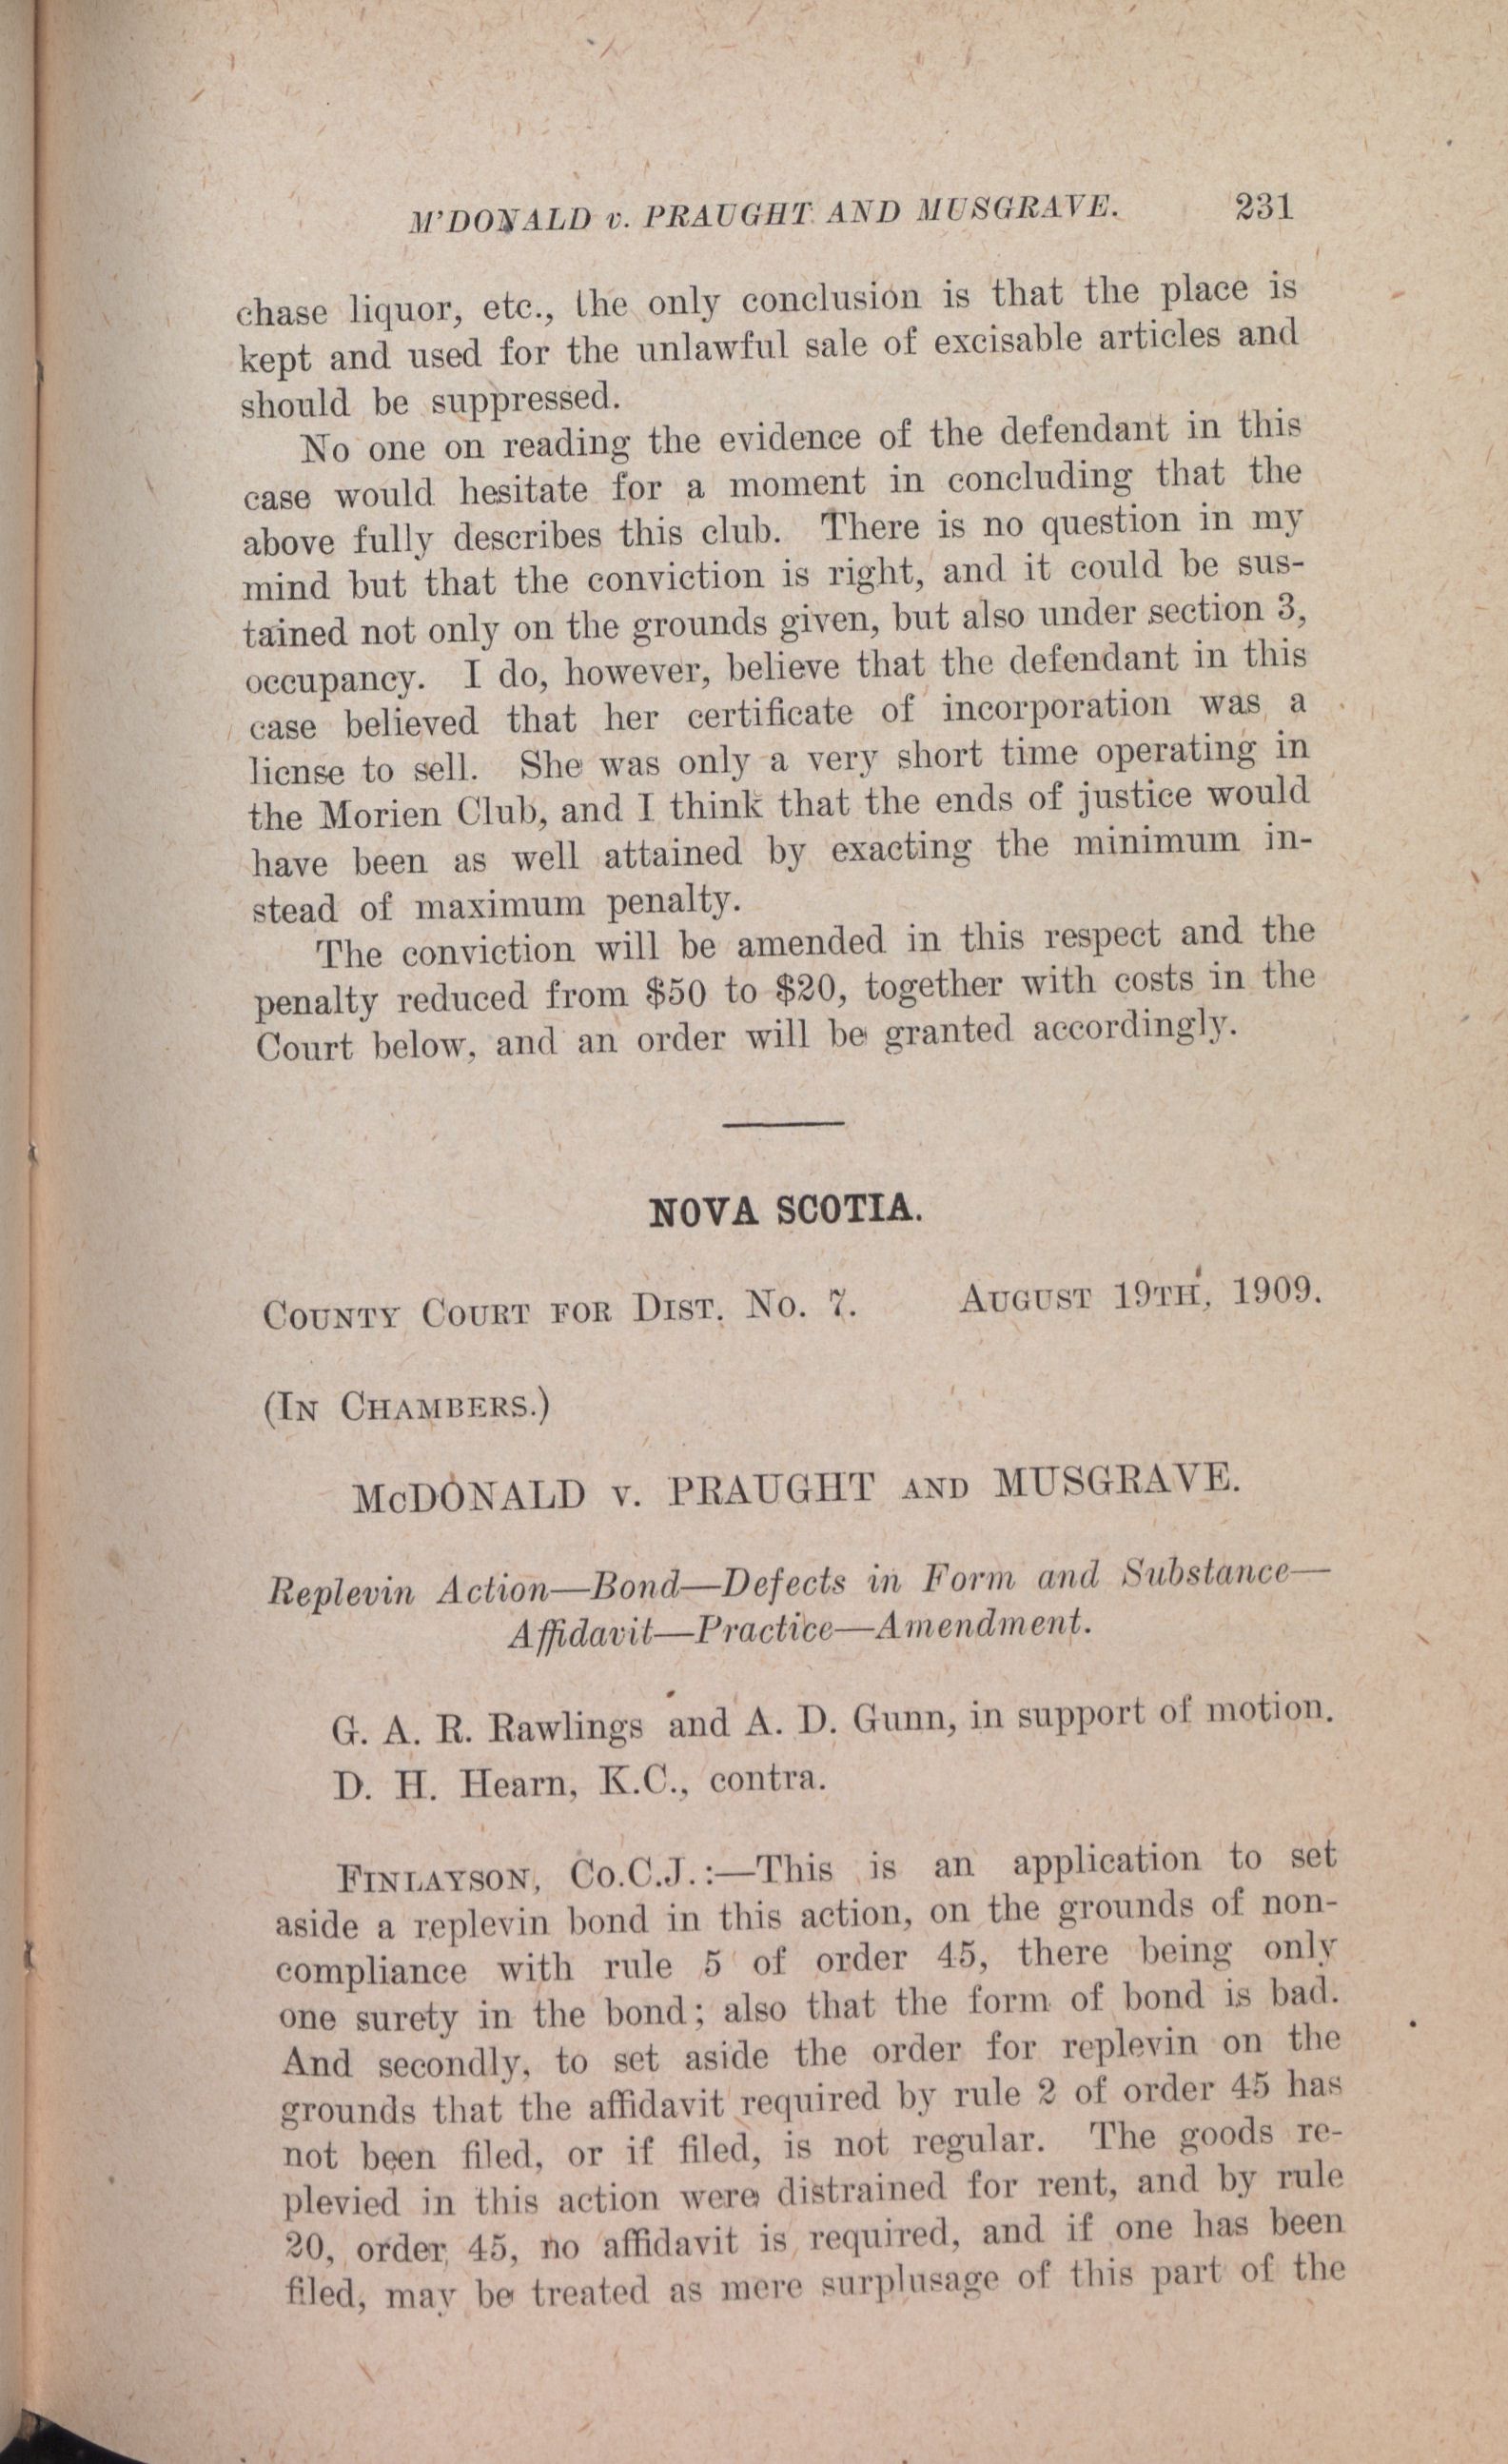 M'DONALD v. PRAUGHT AND MUSGRAVE. 231
chase liquor, etc., the only conclusion is that the place is
kept and used for the unlawful sale of excisable articles and
should be suppressed.
No one on reading the evidence of the defendant in this
case would hesitate for a moment in concluding that the
above fully describes this club. There is no question in my
mind but that the conviction is right, and it could be sus-
tained not only on the grounds given, but also under section 3,
occupancy. I do, however, believe that the defendant in this
case believed that her certificate of incorporation was a
licnse to sell. She was only a very short time operating in
the Morien Club, and I think that the ends of justice would
have been as well attained by exacting the minimum in-
stead of maximum penalty.
The conviction will be amended in this respect and the
penalty reduced from $50 to $20, together with costs in the
Court below, and an order will be granted accordingly.
NOVA SCOTIA.
COUNTY COURT FOR DIST. NO. 7. AUGUST 19TH, 1909.
(IN CHAMBERS.)
McDONALD v. PRAUGHT AND MUSGRAVE.
Replevin Action—Bond—Defects in Form and Substance—
Affidavit—Practice—Amendment.
G. A. R. Rawlings and A. D. Gunn, in support of motion.
D. H. Hearn, K.C., contra.
FINLAYSON, CO.C.J.:—This is an application to set
aside a replevin bond in this action, on the grounds of non-
compliance with rule 5 of order 45, there being only
one surety in the bond; also that the form of bond is bad.
And secondly, to set aside the order for replevin on the
grounds that the affidavit required by rule 2 of order 45 has
not been filed, or if filed, is not regular. The goods re-
plevied in this action were distrained for rent, and by rule
20, order, 45, no affidavit is required, and if one has been
filed, may be treated as mere surplusage of this part of the